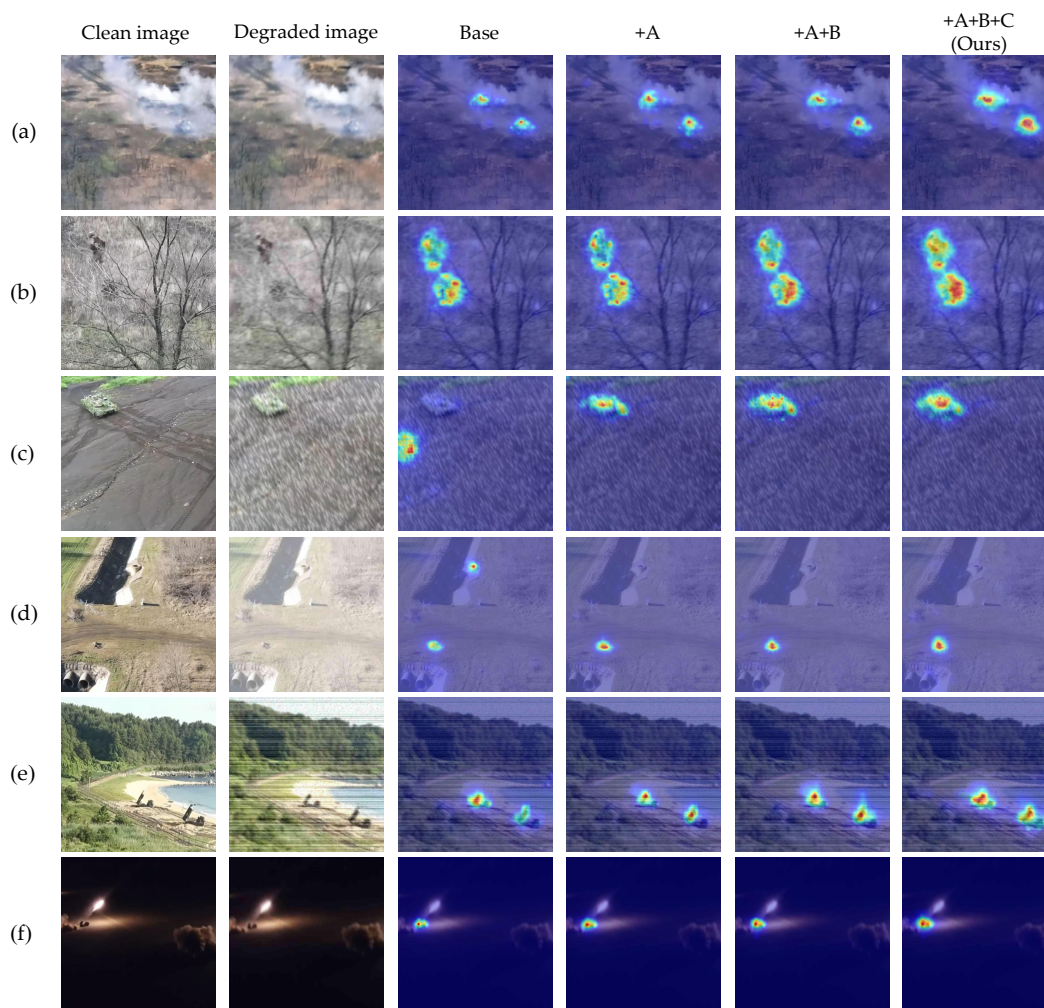 Clean image Degraded image Base +A +A+B +A+B+C
(Ours)
(a)
(b)
(c)
(d)
(e)
(f)